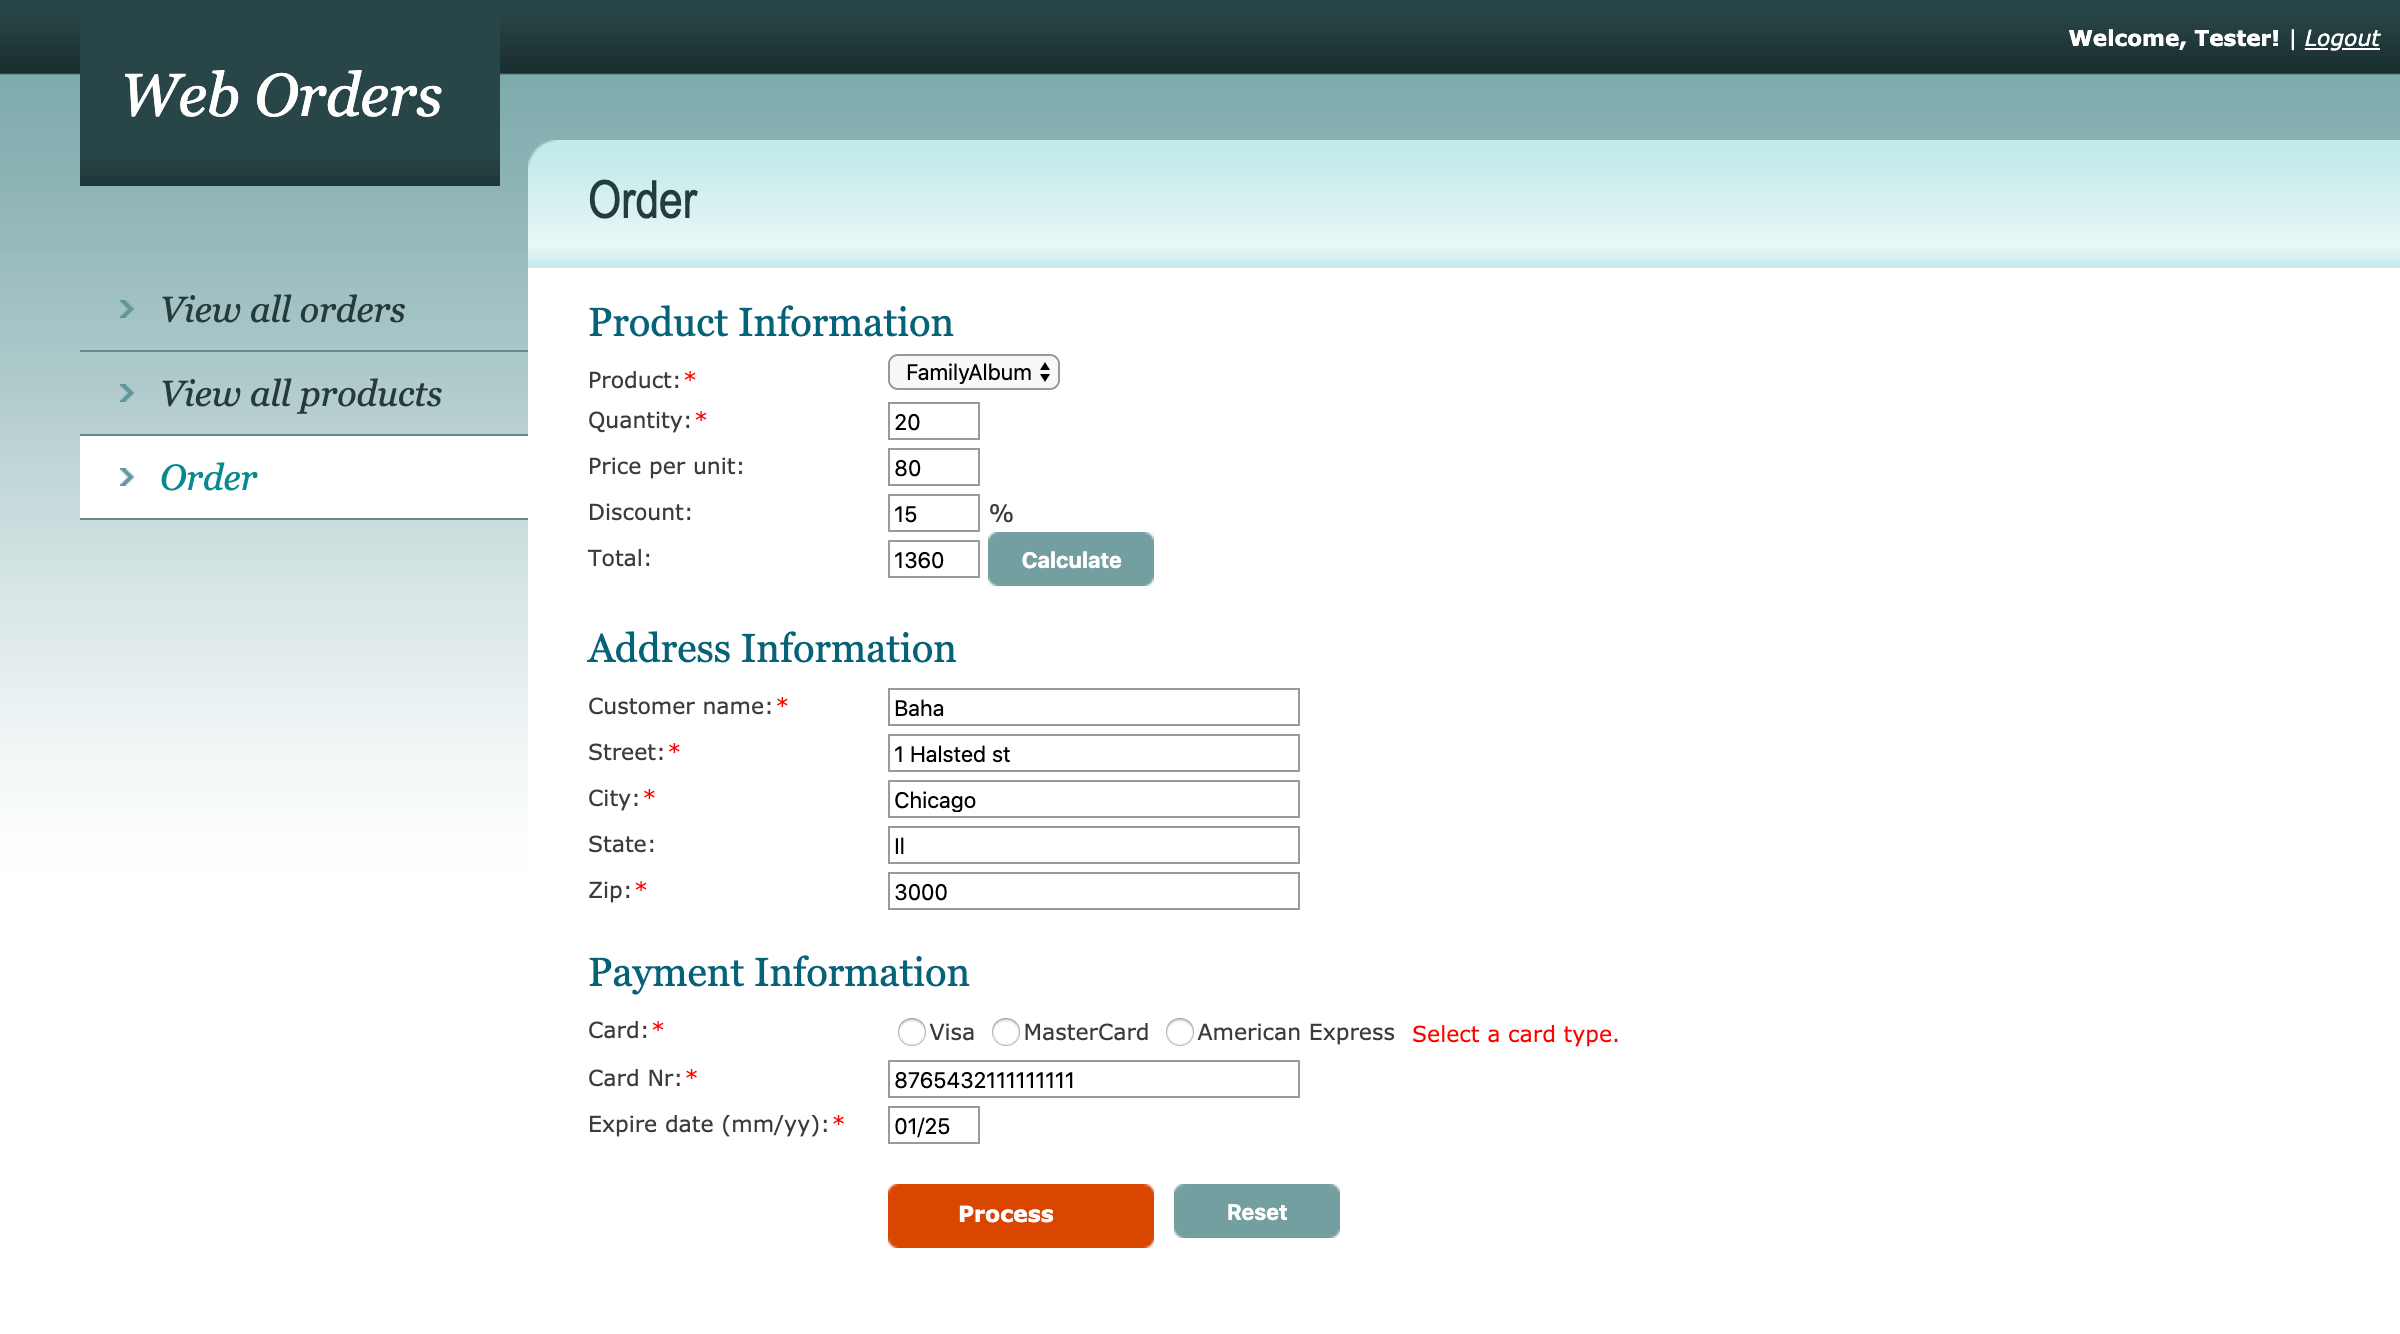 Welcome, Tester! | Logout
Web Orders
View all orders
View all products
Order
Order
Product Information
Product:* FamilyAlbum
Quantity:* 20
Price per unit: 80
Discount: 15 %
Total: 1360 Calculate
Address Information
Customer name:* Baha
Street:* 1 Halsted st
City:* Chicago
State: Il
Zip:* 3000
Payment Information
Card:* Visa MasterCard American Express Select a card type.
Card Nr:* 8765432111111111
Expire date (mm/yy):* 01/25
Process Reset